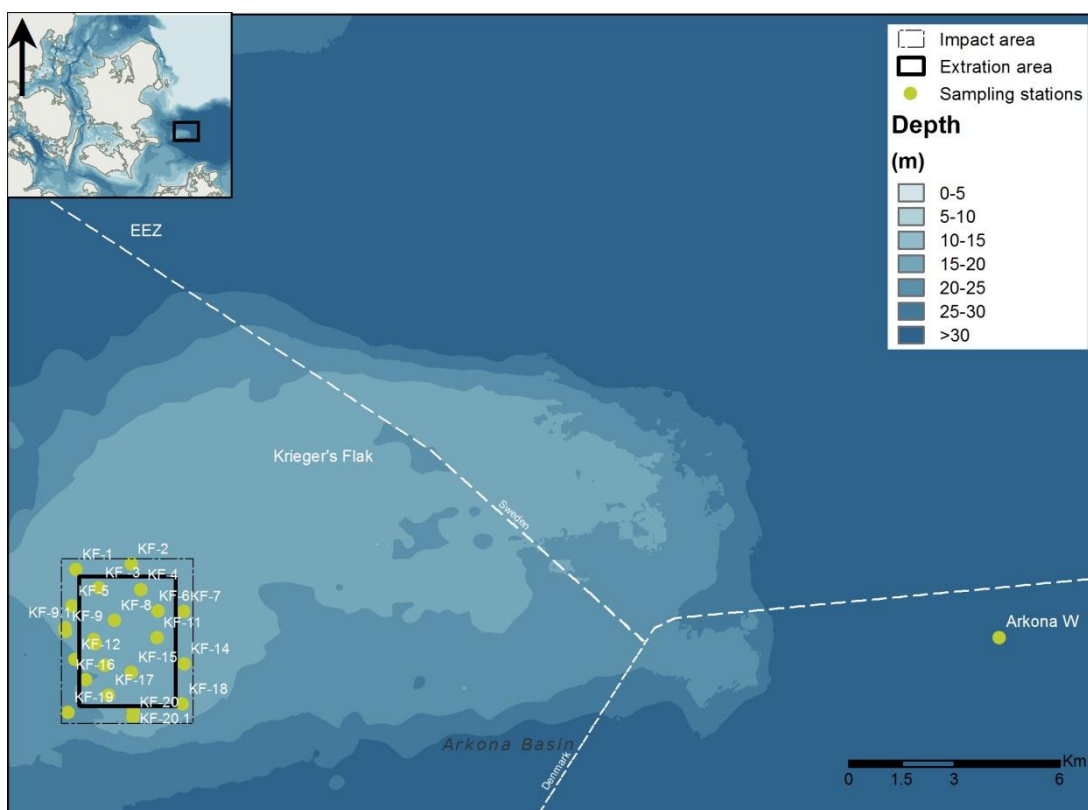 Impact area
Extration area
Sampling stations
Depth
(m)
0-5
5-10
10-15
15-20
20-25
25-30
>30
EEZ
Krieger's Flak
Sweden
KF-1
KF-2
KF-3
KF-4
KF-5
KF-6
KF-7
KF-8
KF-9.1
KF-9
KF-11
KF-12
KF-14
KF-15
KF-16
KF-17
KF-18
KF-19
KF-20
KF-20.1
Arkona W
Arkona Basin
Denmark
Km
0 1.5 3 6